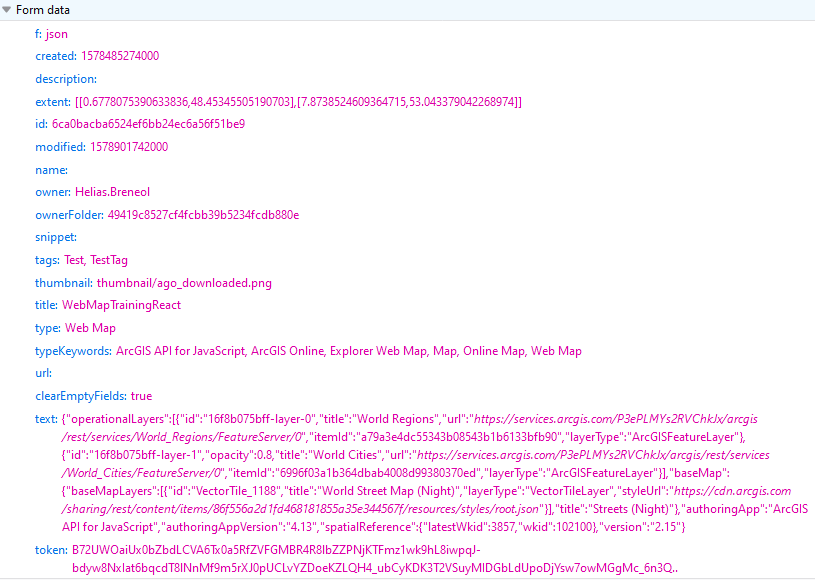 Form data
f: json
created: 1578485274000
description:
extent: [[0.6778075390633836,48.45345505190703],[7.8738524609364715,53.043379042268974]]
id: 6ca0bacba6524ef6bb24ec6a56f51be9
modified: 1578901742000
name:
owner: Helias.Breneol
ownerFolder: 49419c8527cf4fcbb39b5234fcdb880e
snippet:
tags: Test, TestTag
thumbnail: thumbnail/ago_downloaded.png
title: WebMapTrainingReact
type: Web Map
typeKeywords: ArcGIS API for JavaScript, ArcGIS Online, Explorer Web Map, Map, Online Map, Web Map
url:
clearEmptyFields: true
text: {"operationalLayers":[{"id":"16f8b075bff-layer-0","title":"World Regions","url":"https://services.arcgis.com/P3ePLMYs2RVChkJx/arcgis
/rest/services/World_Regions/FeatureServer/0","itemId":"a79a3e4dc55343b08543b1b6133bfb90","layerType":"ArcGISFeatureLayer"},
{"id":"16f8b075bff-layer-1","opacity":0.8,"title":"World Cities","url":"https://services.arcgis.com/P3ePLMYs2RVChkJx/arcgis/rest/services
/World_Cities/FeatureServer/0","itemId":"6996f03a1b364dbab4008d99380370ed","layerType":"ArcGISFeatureLayer"}],"baseMap":
{"baseMapLayers":[{"id":"VectorTile_1188","title":"World Street Map (Night)","layerType":"VectorTileLayer","styleUrl":"https://cdn.arcgis.com
/sharing/rest/content/items/86f556a2d1fd468181855a35e344567f/resources/styles/root.json"}],"title":"Streets (Night)"},"authoringApp":"ArcGIS
API for JavaScript","authoringAppVersion":"4.13","spatialReference":{"latestWkid":3857,"wkid":102100},"version":"2.15"}
token: B72UWOaiUx0bZbdLCVA6Tx0a5RfZVFGMBR4R8IbZZPNjKTFmz1wk9hL8iwpqJ-
bdyw8NxIat6bqcdT8INnMf9m5rXJ0pUCLvYZDoeKZLQH4_ubCyKDK3T2VSuyMIDGbLdUpoDjYsw7owMGgMc_6n3Q..